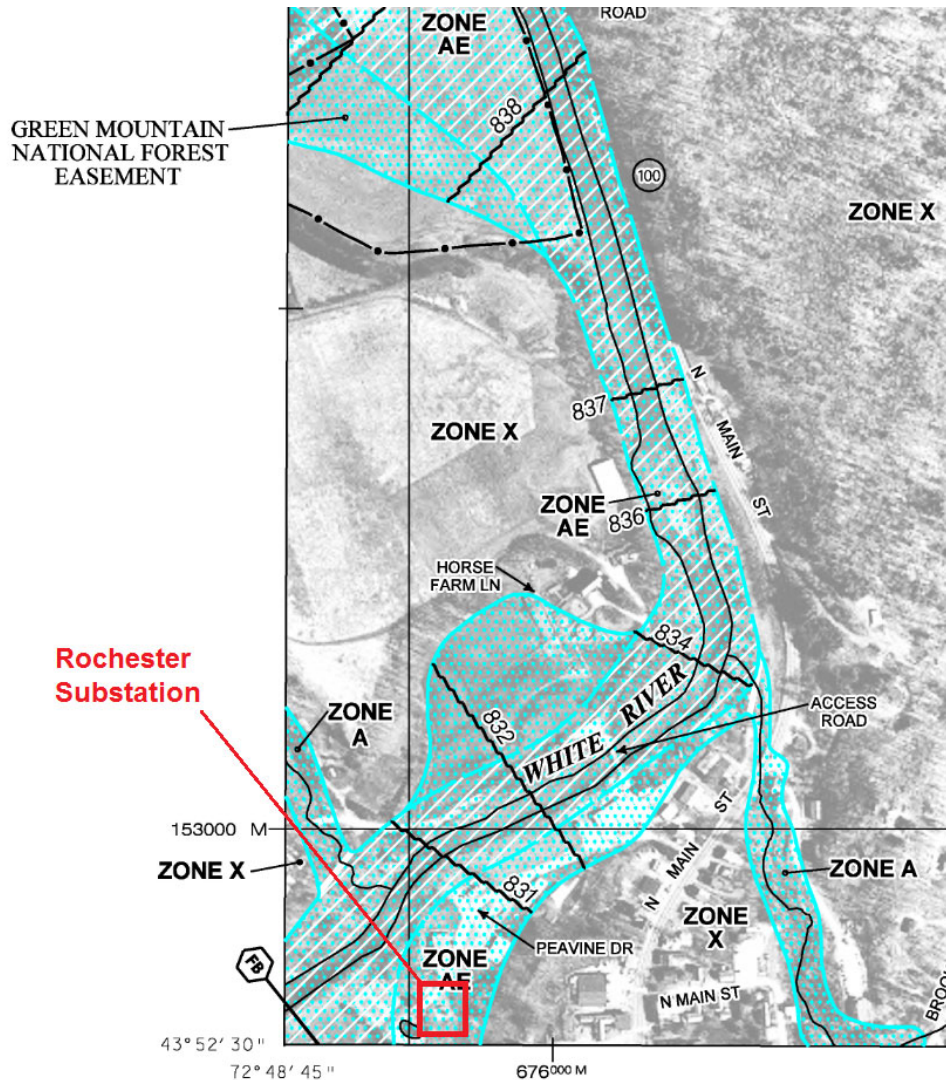 ROAD
ZONE
AE
838
GREEN MOUNTAIN
NATIONAL FOREST
EASEMENT
100
ZONE X
N MAIN ST
837
ZONE X
ZONE
AE
836
HORSE
FARM LN
834
Rochester
Substation
ZONE
A
832
WHITE RIVER
ACCESS
ROAD
N MAIN ST
153000 M
ZONE X
ZONE A
831
ZONE
X
PEAVINE DR
FB
ZONE
AE
N MAIN ST
BROO
43° 52' 30"
72° 48' 45"
676000 M